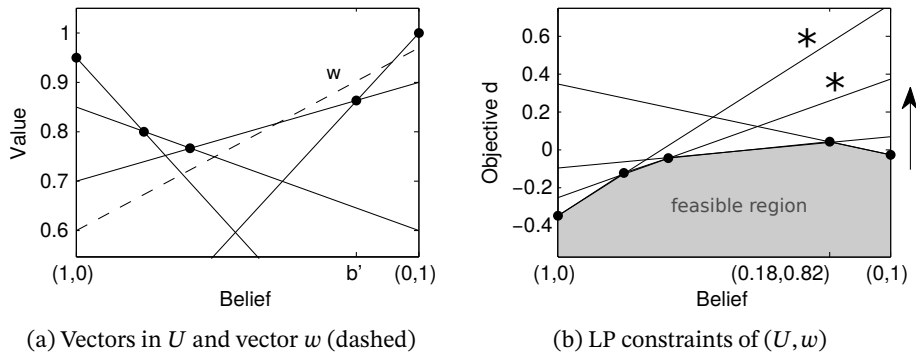 1
0.9
0.8
0.7
0.6
Value
w
(1,0)
b'
(0,1)
Belief
(a) Vectors in U and vector w (dashed)
0.6
0.4
0.2
0
−0.2
−0.4
Objective d
*
*
feasible region
(1,0)
(0.18,0.82)
(0,1)
Belief
(b) LP constraints of (U, w)